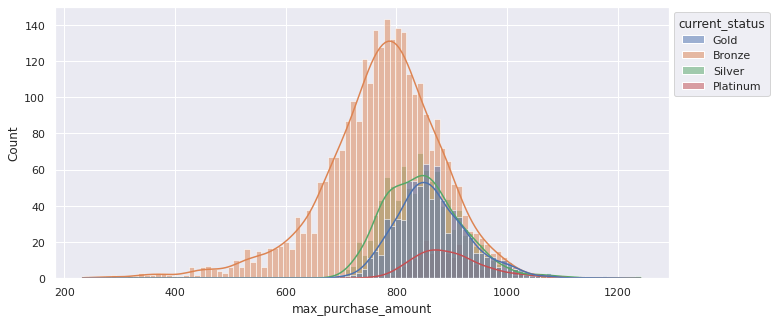 current_status
Gold
Bronze
Silver
Platinum
Count
140
120
100
80
60
40
20
0
200 400 600 800 1000 1200
max_purchase_amount